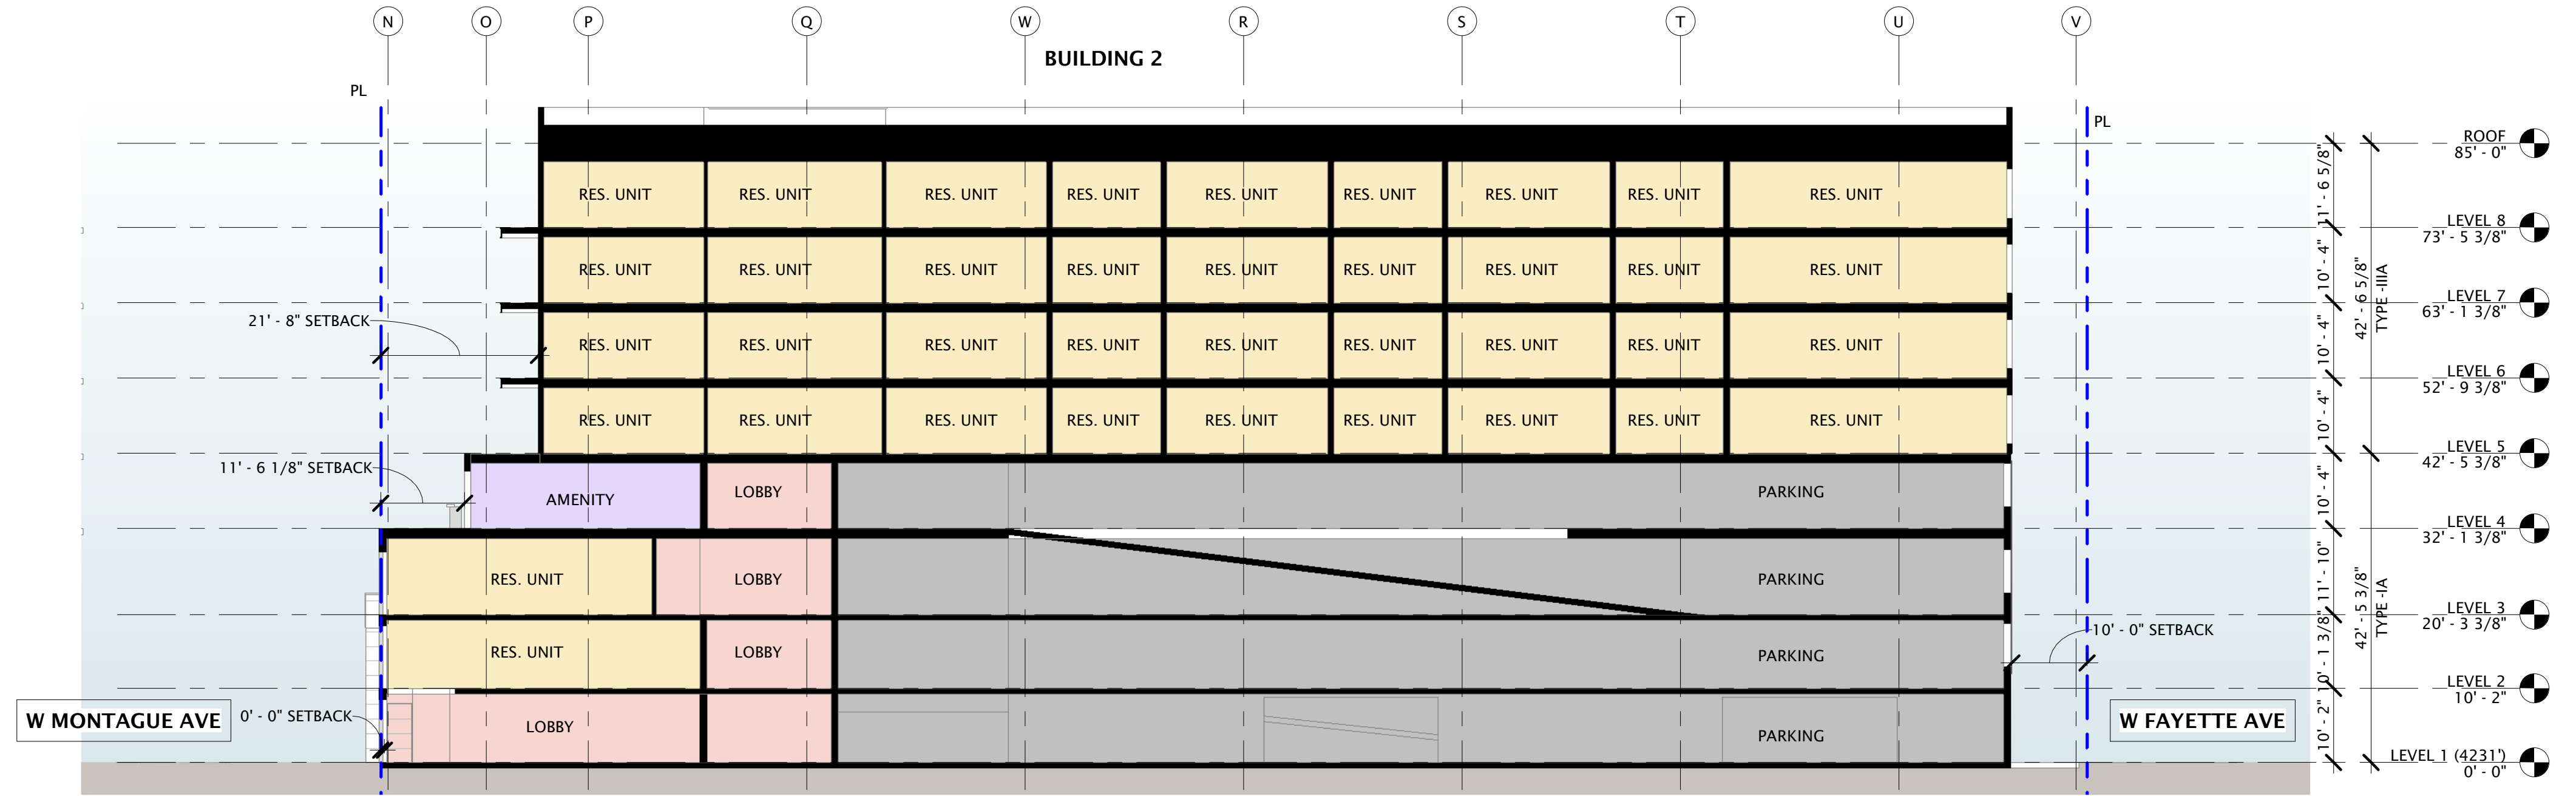 N O P Q W R S T U V
BUILDING 2
PL
PL
ROOF
85' - 0"
11' - 6 5/8"
RES. UNIT RES. UNIT RES. UNIT RES. UNIT RES. UNIT RES. UNIT RES. UNIT RES. UNIT RES. UNIT
LEVEL 8
73' - 5 3/8"
10' - 4"
RES. UNIT RES. UNIT RES. UNIT RES. UNIT RES. UNIT RES. UNIT RES. UNIT RES. UNIT RES. UNIT
42' - 6 5/8"
TYPE -IIIA
LEVEL 7
63' - 1 3/8"
21' - 8" SETBACK
10' - 4"
RES. UNIT RES. UNIT RES. UNIT RES. UNIT RES. UNIT RES. UNIT RES. UNIT RES. UNIT RES. UNIT
LEVEL 6
52' - 9 3/8"
10' - 4"
RES. UNIT RES. UNIT RES. UNIT RES. UNIT RES. UNIT RES. UNIT RES. UNIT RES. UNIT RES. UNIT
LEVEL 5
42' - 5 3/8"
11' - 6 1/8" SETBACK
10' - 4"
AMENITY LOBBY PARKING
LEVEL 4
32' - 1 3/8"
11' - 10"
RES. UNIT LOBBY PARKING
42' - 5 3/8"
TYPE -IA
LEVEL 3
20' - 3 3/8"
10' - 0" SETBACK
10' - 1 3/8"
RES. UNIT LOBBY PARKING
LEVEL 2
10' - 2"
W MONTAGUE AVE
0' - 0" SETBACK
LOBBY PARKING
W FAYETTE AVE
10' - 2"
LEVEL 1 (4231')
0' - 0"